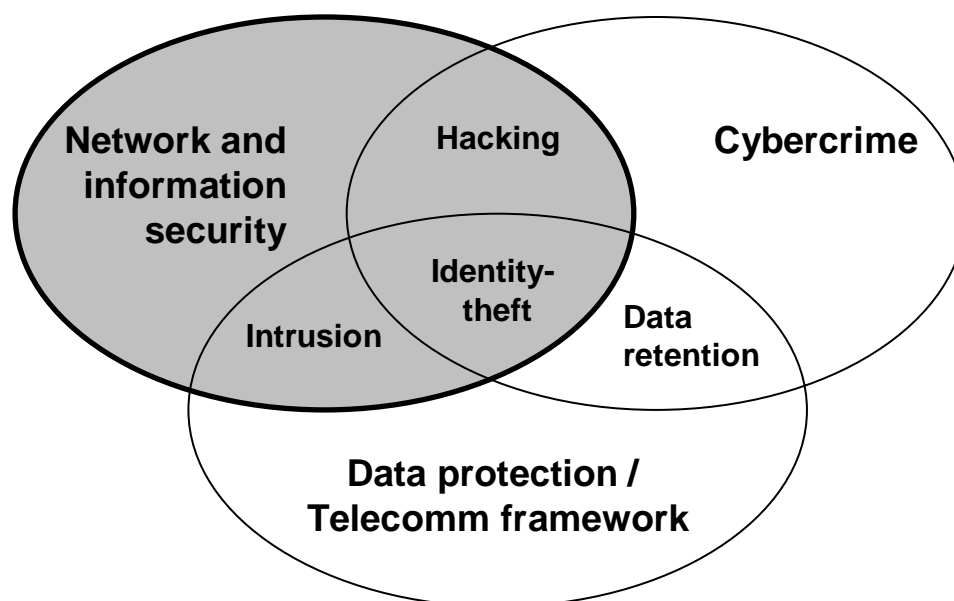 Network and
information
security
Hacking
Cybercrime
Identity-
theft
Intrusion
Data
retention
Data protection /
Telecomm framework